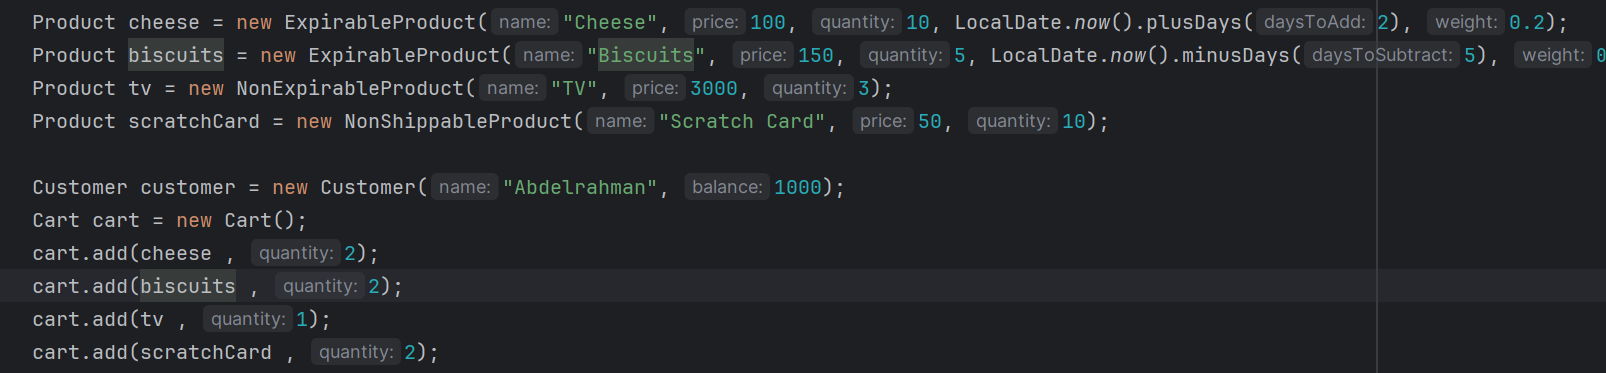 Product cheese = new ExpirableProduct( name: "Cheese", price: 100, quantity: 10, LocalDate.now().plusDays( daysToAdd: 2), weight: 0.2);
Product biscuits = new ExpirableProduct( name: "Biscuits", price: 150, quantity: 5, LocalDate.now().minusDays( daysToSubtract: 5), weight: 0
Product tv = new NonExpirableProduct( name: "TV", price: 3000, quantity: 3);
Product scratchCard = new NonShippableProduct( name: "Scratch Card", price: 50, quantity: 10);
Customer customer = new Customer( name: "Abdelrahman", balance: 1000);
Cart cart = new Cart();
cart.add(cheese , quantity: 2);
cart.add(biscuits , quantity: 2);
cart.add(tv , quantity: 1);
cart.add(scratchCard , quantity: 2);